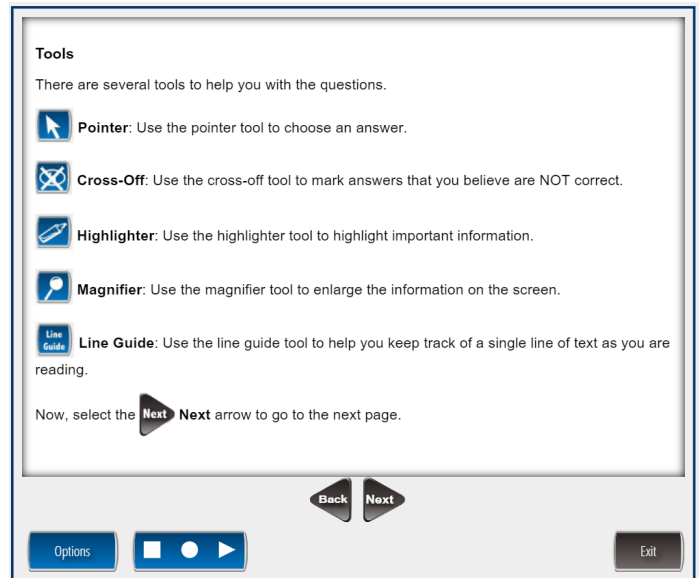 Tools
There are several tools to help you with the questions.
Pointer: Use the pointer tool to choose an answer.
Cross-Off: Use the cross-off tool to mark answers that you believe are NOT correct.
Highlighter: Use the highlighter tool to highlight important information.
Magnifier: Use the magnifier tool to enlarge the information on the screen.
Line
Guide
Line Guide: Use the line guide tool to help you keep track of a single line of text as you are
reading.
Now, select the Next Next arrow to go to the next page.
Back Next
Options Exit